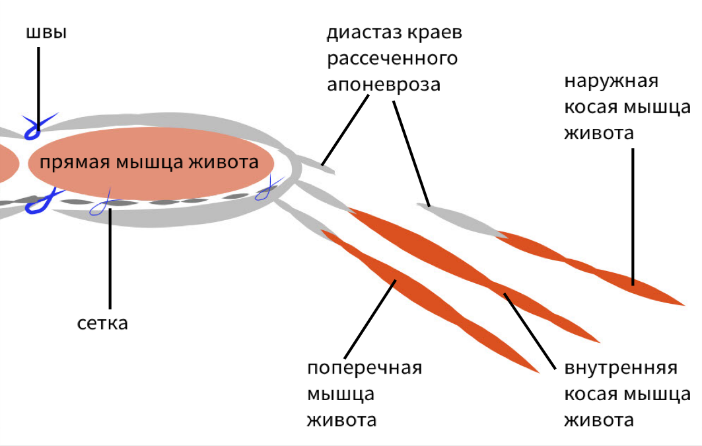 швы
диастаз краев
рассеченного
апоневроза
наружная
косая мышца
живота
прямая мышца живота
сетка
поперечная
мышца
живота
внутренняя
косая мышца
живота